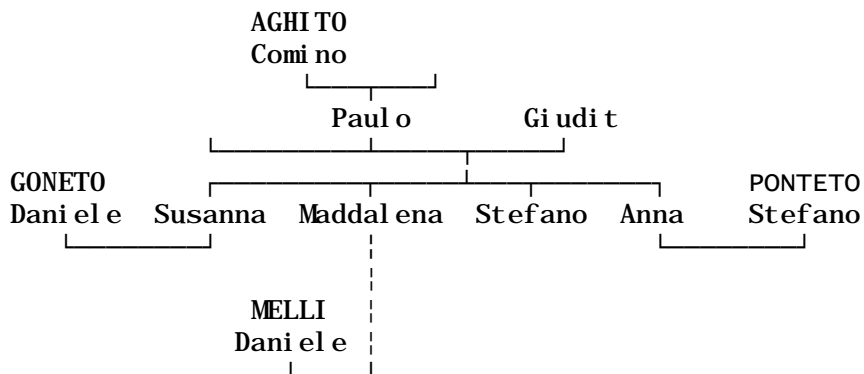 AGHITO
Comino
Paulo Giudit
GONETO PONTETO
Daniele Susanna Maddalena Stefano Anna Stefano
MELLI
Daniele